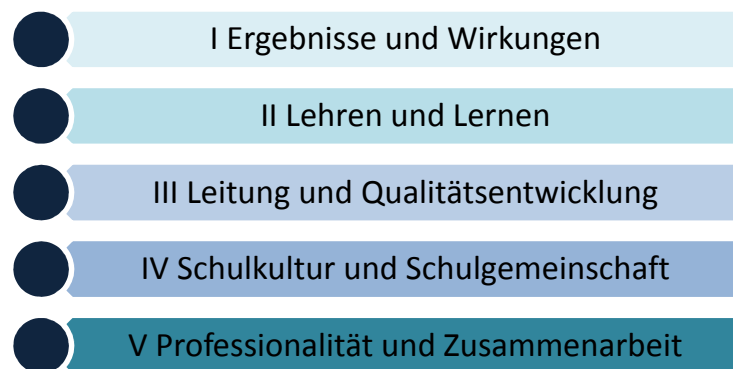 I Ergebnisse und Wirkungen
II Lehren und Lernen
III Leitung und Qualitätsentwicklung
IV Schulkultur und Schulgemeinschaft
V Professionalität und Zusammenarbeit